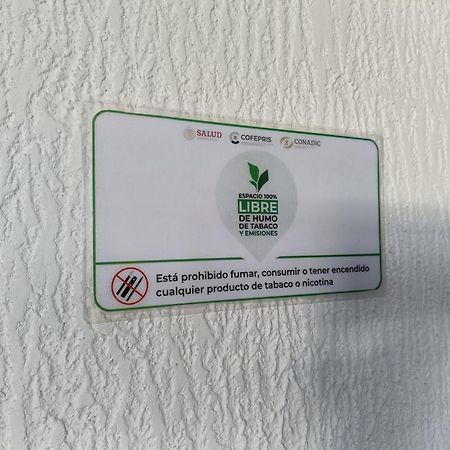 SALUD COFEPRIS CONADIC
ESPACIO 100%
LIBRE
DE HUMO
DE TABACO
Y EMISIONES
Está prohibido fumar, consumir o tener encendido
cualquier producto de tabaco o nicotina